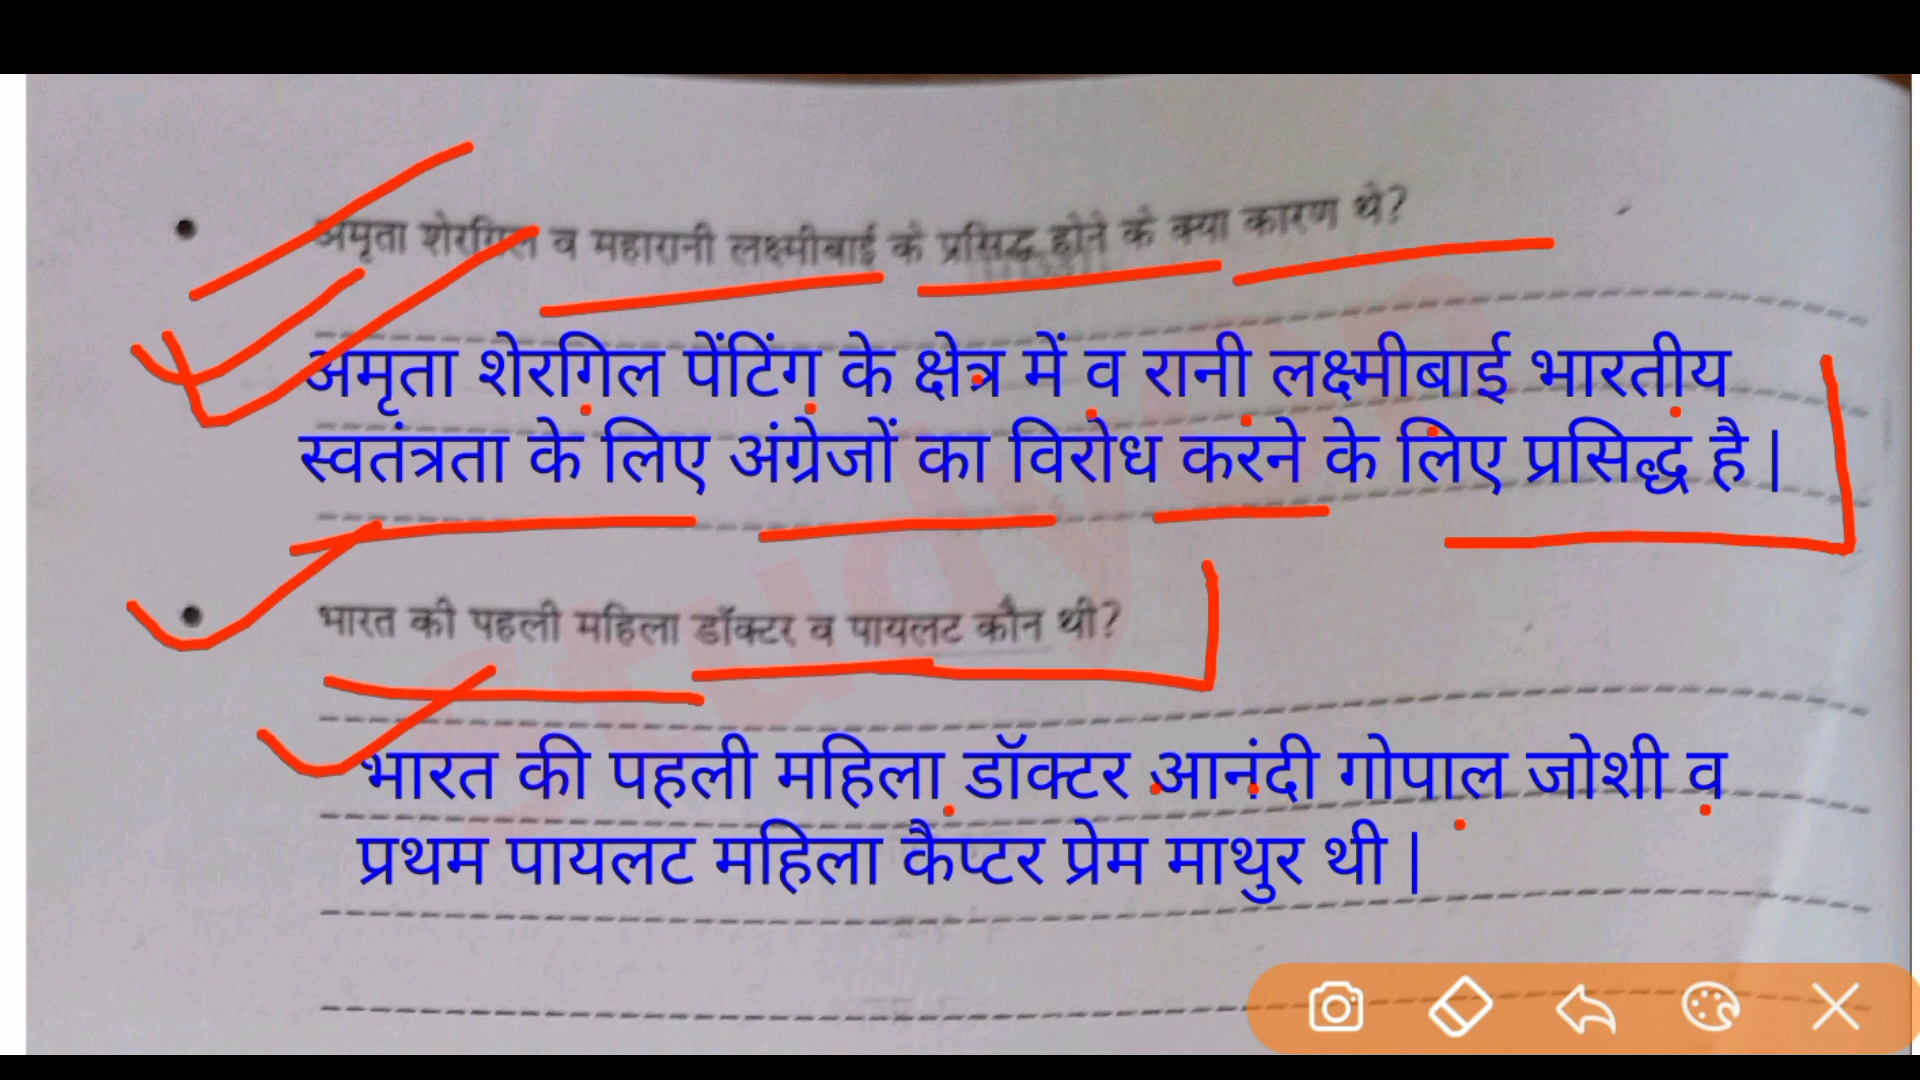 अमृता शेरगिल व महारानी लक्ष्मीबाई के प्रसिद्ध होने के क्या कारण थे?
अमृता शेरगिल पेंटिंग के क्षेत्र में व रानी लक्ष्मीबाई भारतीय
स्वतंत्रता के लिए अंग्रेजों का विरोध करने के लिए प्रसिद्ध है |
भारत की पहली महिला डॉक्टर व पायलट कौन थी?
भारत की पहली महिला डॉक्टर आनंदी गोपाल जोशी व
प्रथम पायलट महिला कैप्टर प्रेम माथुर थी |